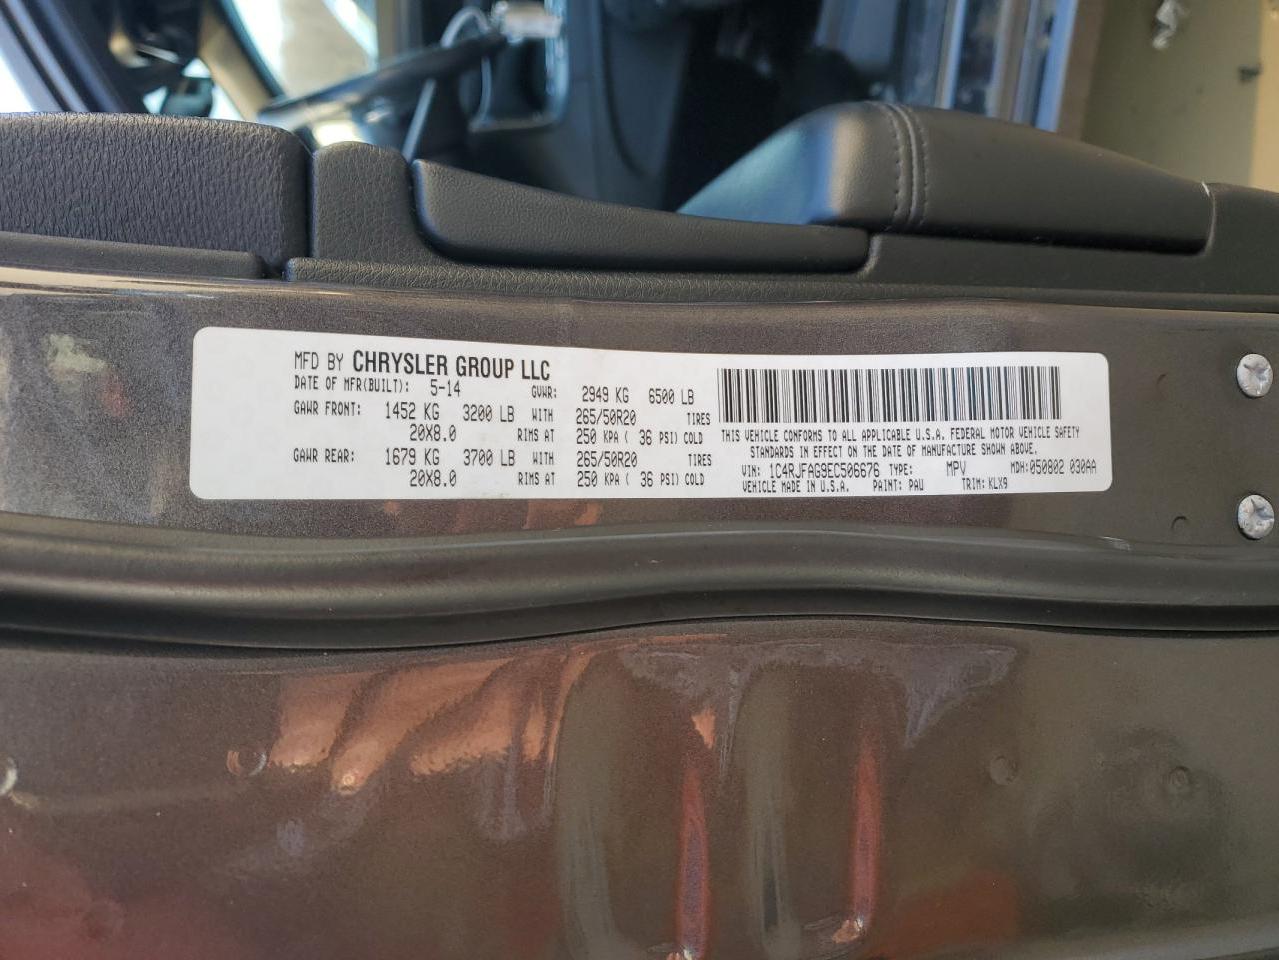 MFD BY CHRYSLER GROUP LLC
DATE OF MFR(BUILT): 5-14 GVWR: 2949 KG 6500 LB
GAWR FRONT: 1452 KG 3200 LB WITH 265/50R20 TIRES
20X8.0 RIMS AT 250 KPA ( 36 PSI) COLD
GAWR REAR: 1679 KG 3700 LB WITH 265/50R20 TIRES
20X8.0 RIMS AT 250 KPA ( 36 PSI) COLD
THIS VEHICLE CONFORMS TO ALL APPLICABLE U.S.A. FEDERAL MOTOR VEHICLE SAFETY
STANDARDS IN EFFECT ON THE DATE OF MANUFACTURE SHOWN ABOVE.
VIN: 1C4RJFAG9EC506676 TYPE: MPV MDH: 050802 030AA
VEHICLE MADE IN U.S.A. PAINT: PAU TRIM: KLX9